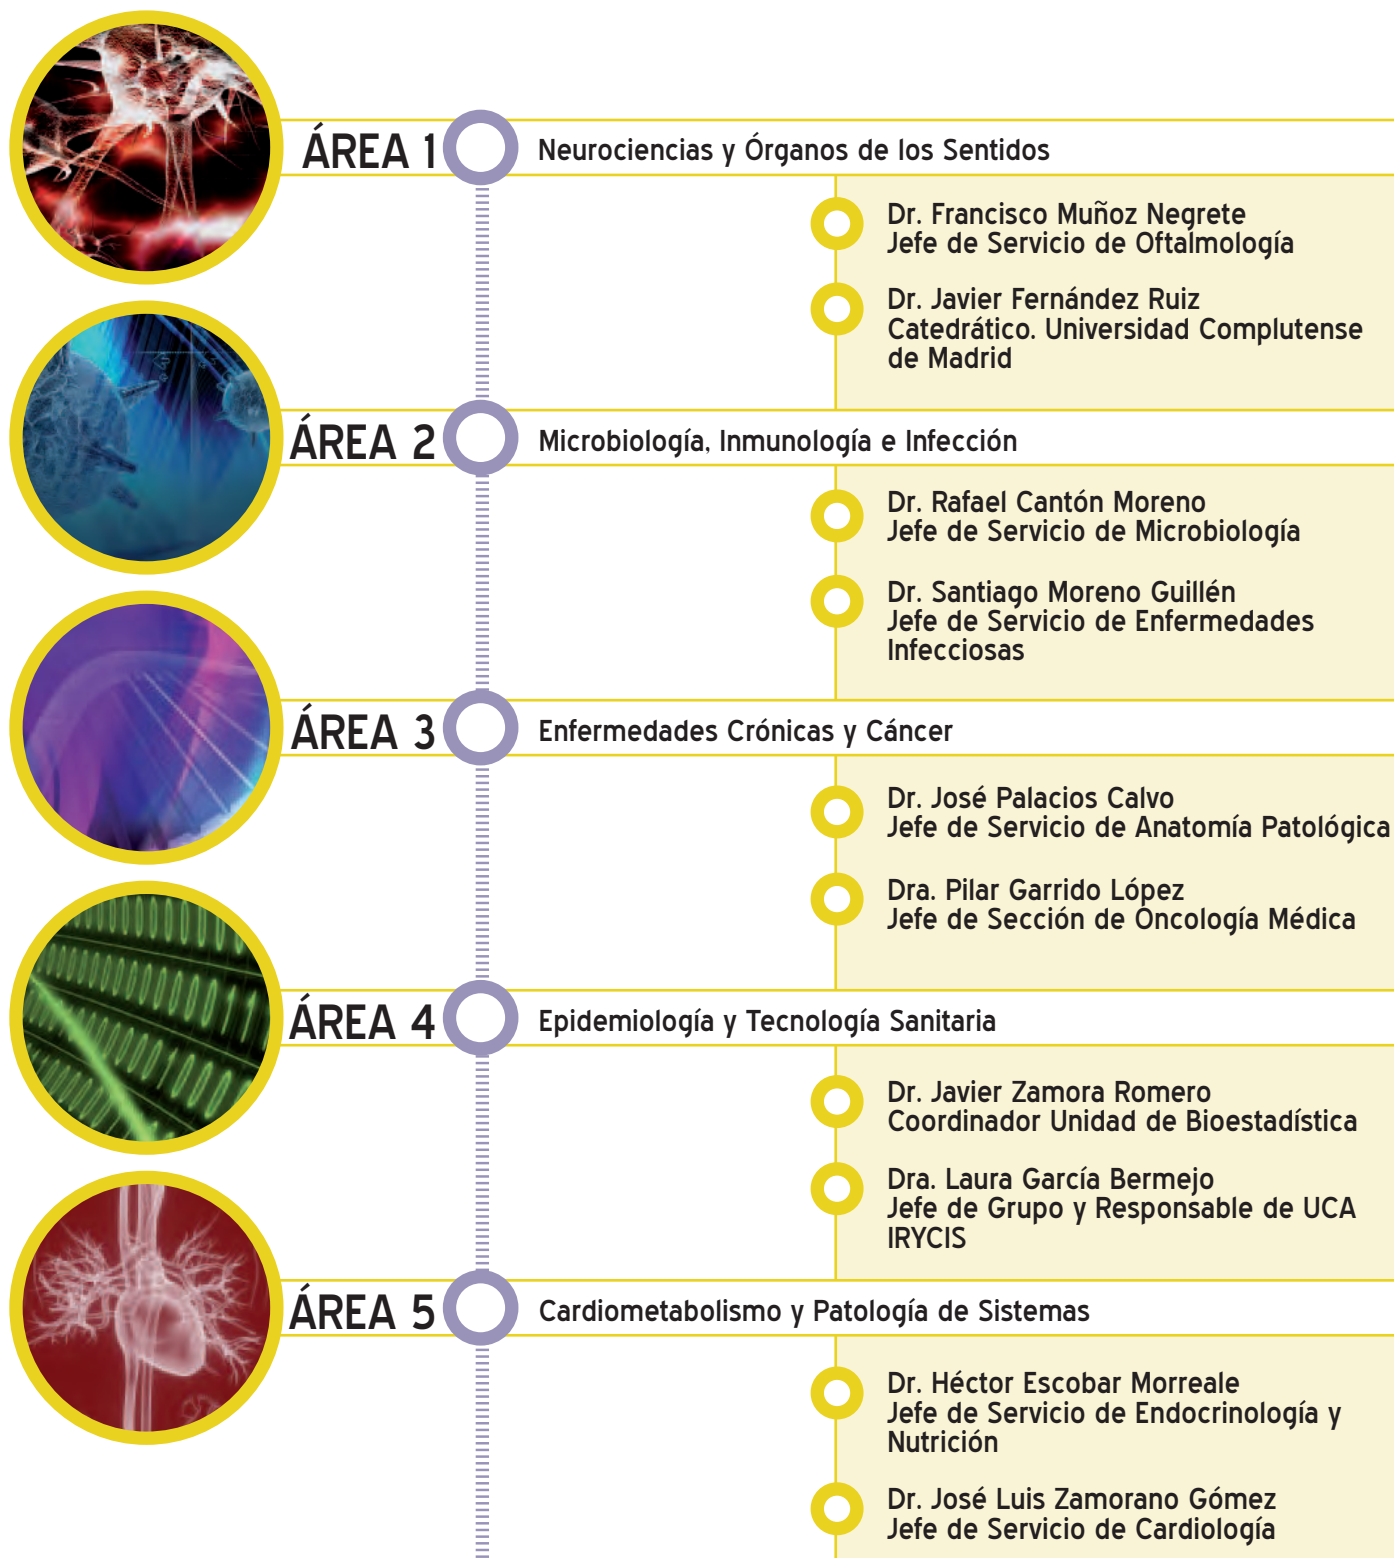 ÁREA 1
Neurociencias y Órganos de los Sentidos
Dr. Francisco Muñoz Negrete
Jefe de Servicio de Oftalmología
Dr. Javier Fernández Ruiz
Catedrático. Universidad Complutense
de Madrid
ÁREA 2
Microbiología, Inmunología e Infección
Dr. Rafael Cantón Moreno
Jefe de Servicio de Microbiología
Dr. Santiago Moreno Guillén
Jefe de Servicio de Enfermedades
Infecciosas
ÁREA 3
Enfermedades Crónicas y Cáncer
Dr. José Palacios Calvo
Jefe de Servicio de Anatomía Patológica
Dra. Pilar Garrido López
Jefe de Sección de Oncología Médica
ÁREA 4
Epidemiología y Tecnología Sanitaria
Dr. Javier Zamora Romero
Coordinador Unidad de Bioestadística
Dra. Laura García Bermejo
Jefe de Grupo y Responsable de UCA
IRYCIS
ÁREA 5
Cardiometabolismo y Patología de Sistemas
Dr. Héctor Escobar Morreale
Jefe de Servicio de Endocrinología y
Nutrición
Dr. José Luis Zamorano Gómez
Jefe de Servicio de Cardiología